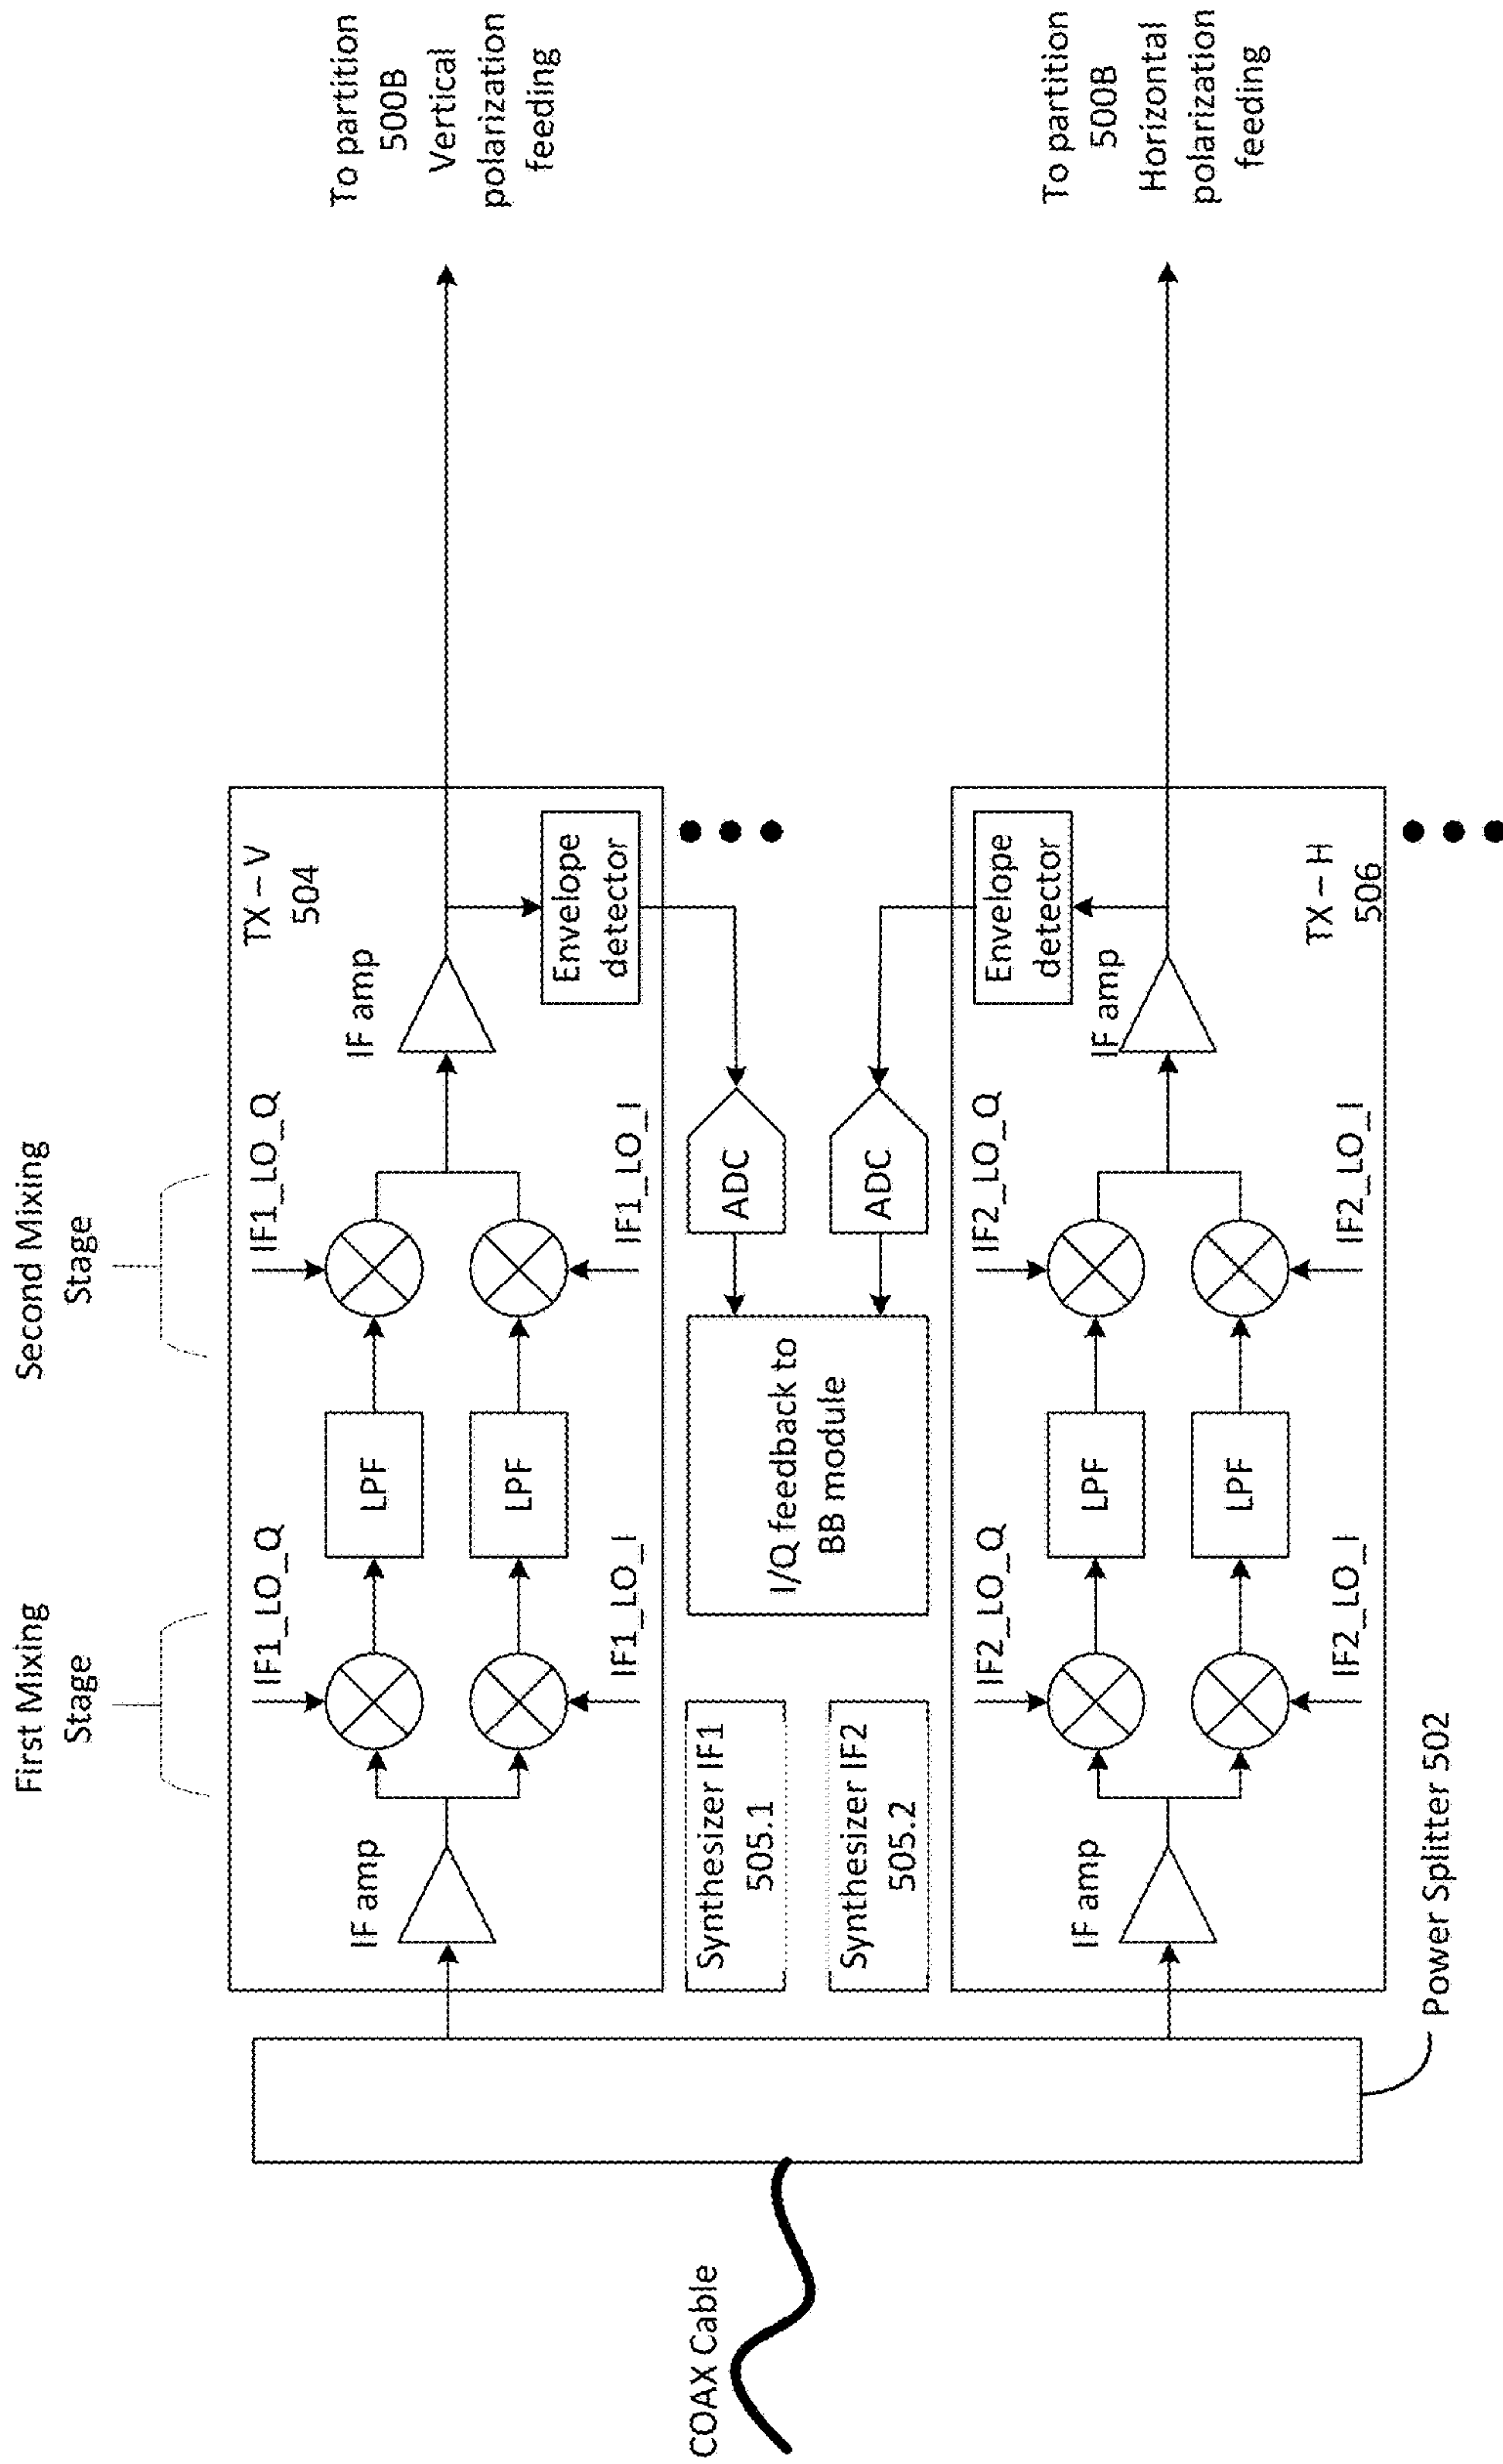 First Mixing
Stage
Second Mixing
Stage
TX – V
504
IF1_LO_Q
IF1_LO_Q
IF amp
LPF
IF amp
To partition
500B
Vertical
polarization
feeding
LPF
Envelope
detector
IF1_LO_I
IF1_LO_I
COAX Cable
Synthesizer IF1
505.1
I/Q feedback to
BB module
ADC
Synthesizer IF2
505.2
ADC
IF2_LO_Q
IF2_LO_Q
Envelope
detector
IF amp
LPF
IF amp
To partition
500B
Horizontal
polarization
feeding
LPF
IF2_LO_I
IF2_LO_I
TX – H
506
Power Splitter 502